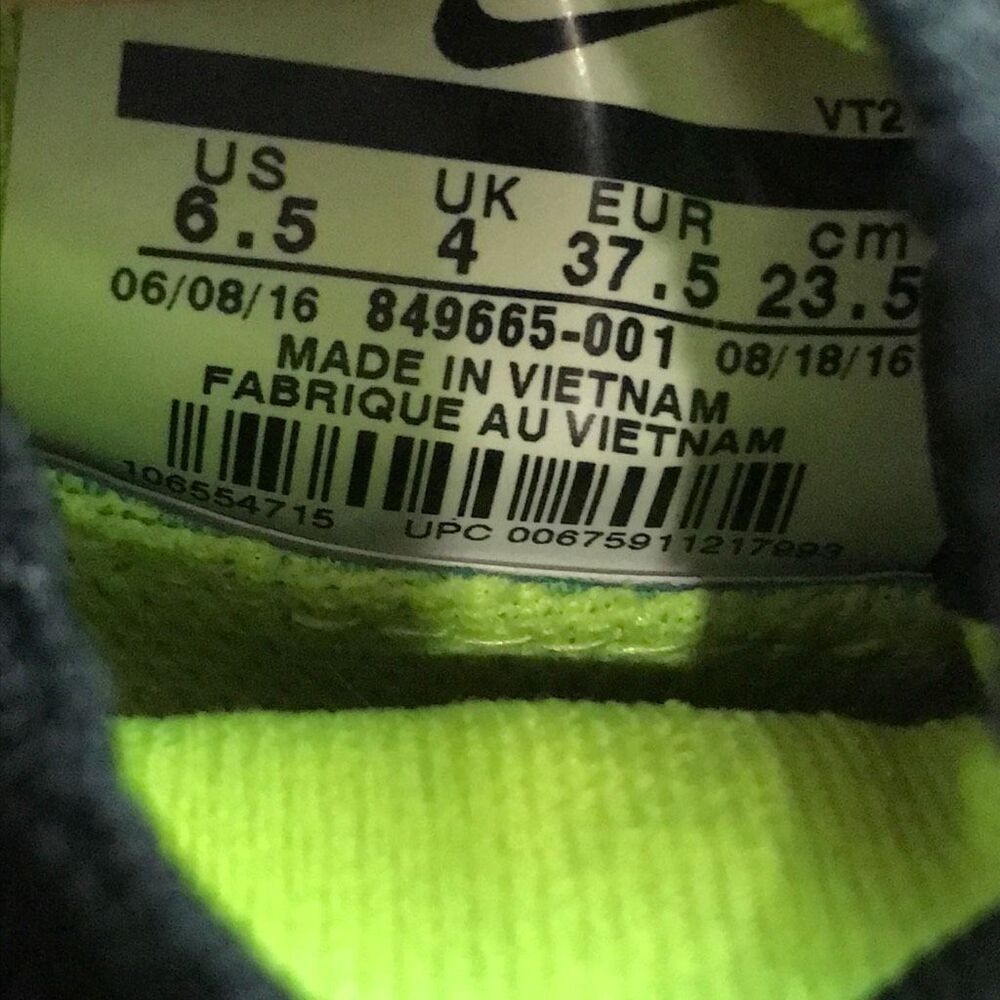 VT2
US UK EUR cm
6.5 4 37.5 23.5
06/08/16 849665-001 08/18/16
MADE IN VIETNAM
FABRIQUE AU VIETNAM
106554715 UPC 00675911217993